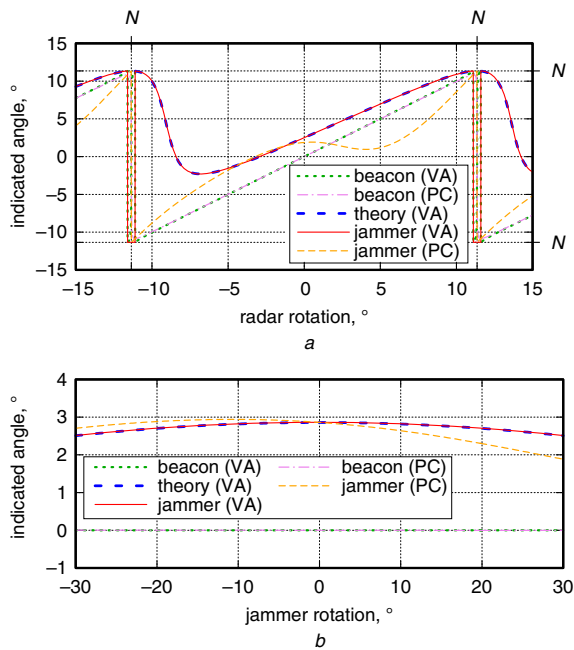 N N
15
10
5
0
−5
−10
−15
N
N
indicated angle, °
beacon (VA)
beacon (PC)
theory (VA)
jammer (VA)
jammer (PC)
−15 −10 −5 0 5 10 15
radar rotation, °
a
4
3
2
1
0
−1
indicated angle, °
beacon (VA) beacon (PC)
theory (VA) jammer (PC)
jammer (VA)
−30 −20 −10 0 10 20 30
jammer rotation, °
b